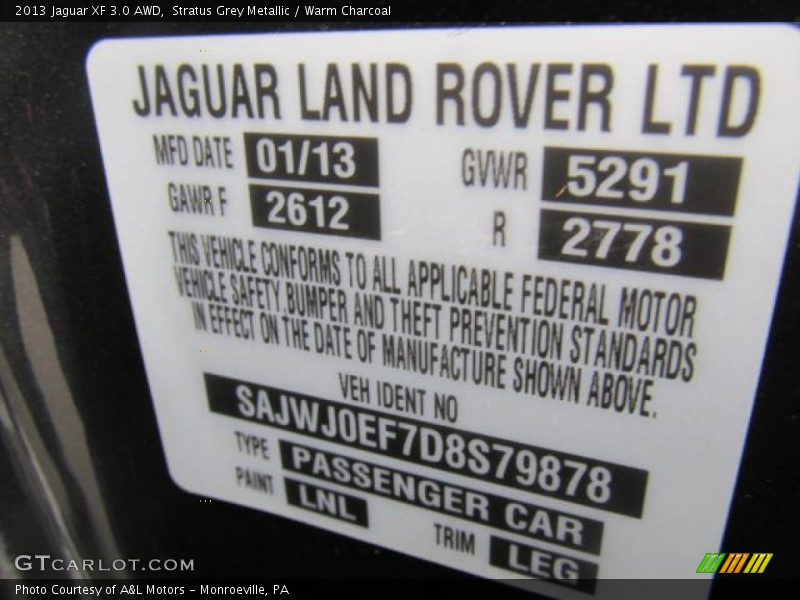 2013 Jaguar XF 3.0 AWD, Stratus Grey Metallic / Warm Charcoal
JAGUAR LAND ROVER LTD
MFD DATE 01/13 GVWR 5291
GAWR F 2612 R 2778
THIS VEHICLE CONFORMS TO ALL APPLICABLE FEDERAL MOTOR
VEHICLE SAFETY, BUMPER AND THEFT PREVENTION STANDARDS
IN EFFECT ON THE DATE OF MANUFACTURE SHOWN ABOVE.
VEH IDENT NO
SAJWJ0EF7D8S79878
TYPE PASSENGER CAR
PAINT LNL TRIM LEG
GTCARLOT.COM
Photo Courtesy of A&L Motors – Monroeville, PA